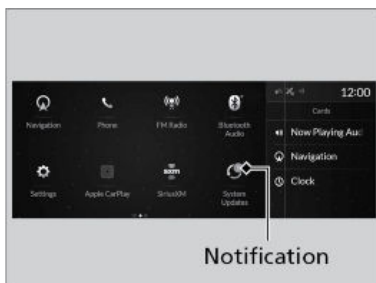 12:00
Cards
Navigation
Phone
FM Radio
Bluetooth
Audio
Now Playing Aud
Navigation
Clock
Settings
Apple CarPlay
sxm
SiriusXM
System
Updates
Notification